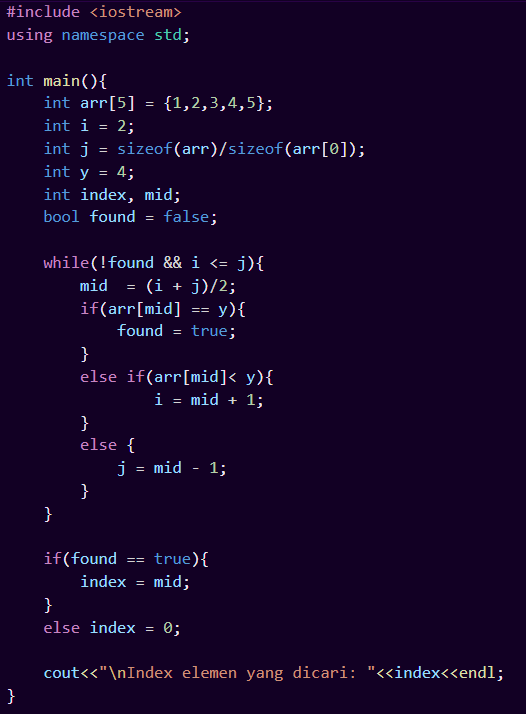 #include <iostream>
using namespace std;

int main(){
    int arr[5] = {1,2,3,4,5};
    int i = 2;
    int j = sizeof(arr)/sizeof(arr[0]);
    int y = 4;
    int index, mid;
    bool found = false;

    while(!found && i <= j){
        mid  = (i + j)/2;
        if(arr[mid] == y){
            found = true;
        }
        else if(arr[mid]< y){
                i = mid + 1;
        }
        else {
            j = mid - 1;
        }
    }

    if(found == true){
        index = mid;
    }
    else index = 0;

    cout<<"\nIndex elemen yang dicari: "<<index<<endl;
}